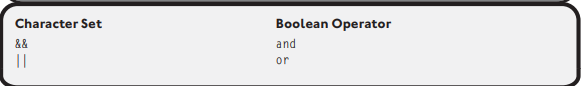 Character Set Boolean Operator
&& and
|| or